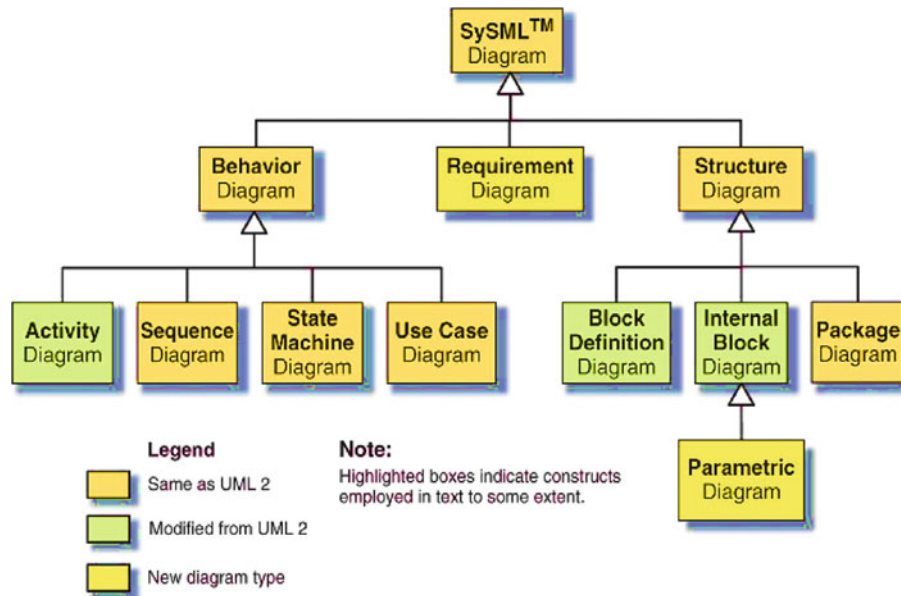 SySML™
Diagram
Behavior
Diagram
Requirement
Diagram
Structure
Diagram
Activity
Diagram
Sequence
Diagram
State
Machine
Diagram
Use Case
Diagram
Block
Definition
Diagram
Internal
Block
Diagram
Package
Diagram
Parametric
Diagram
Legend
Same as UML 2
Modified from UML 2
New diagram type
Note:
Highlighted boxes indicate constructs
employed in text to some extent.